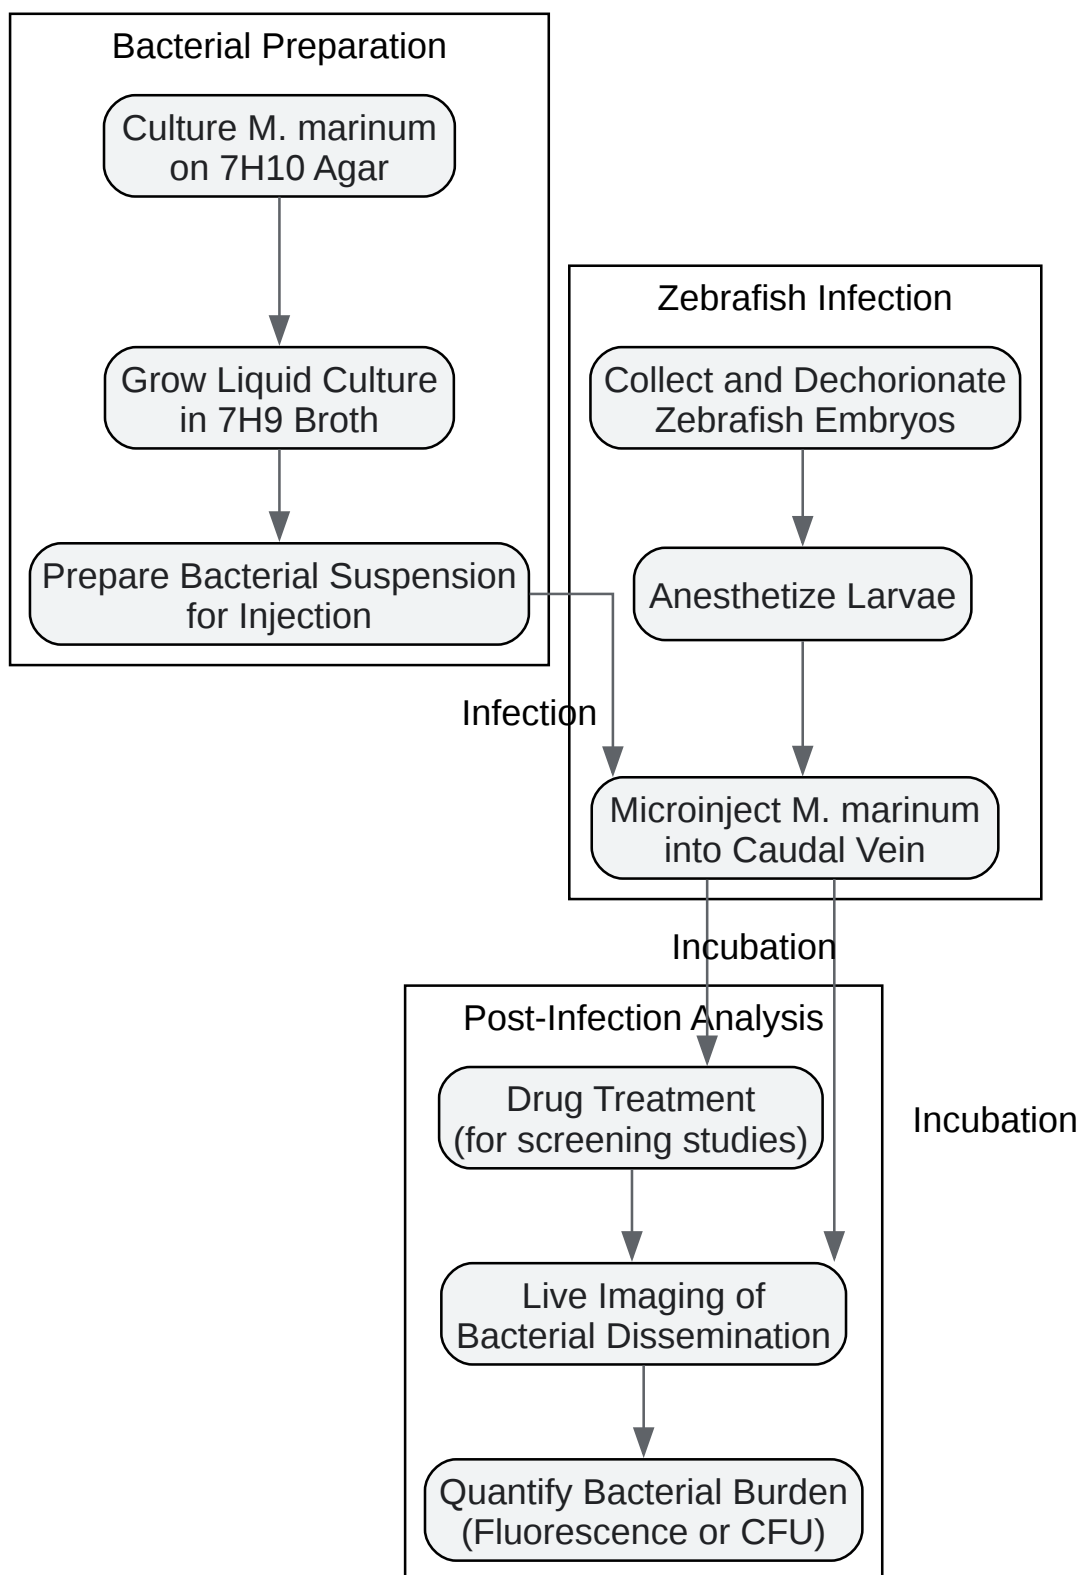 Bacterial Preparation
Culture M. marinum
on 7H10 Agar
Grow Liquid Culture
in 7H9 Broth
Prepare Bacterial Suspension
for Injection
Zebrafish Infection
Collect and Dechorionate
Zebrafish Embryos
Anesthetize Larvae
Infection
Microinject M. marinum
into Caudal Vein
Incubation
Post-Infection Analysis
Drug Treatment
(for screening studies)
Incubation
Live Imaging of
Bacterial Dissemination
Quantify Bacterial Burden
(Fluorescence or CFU)